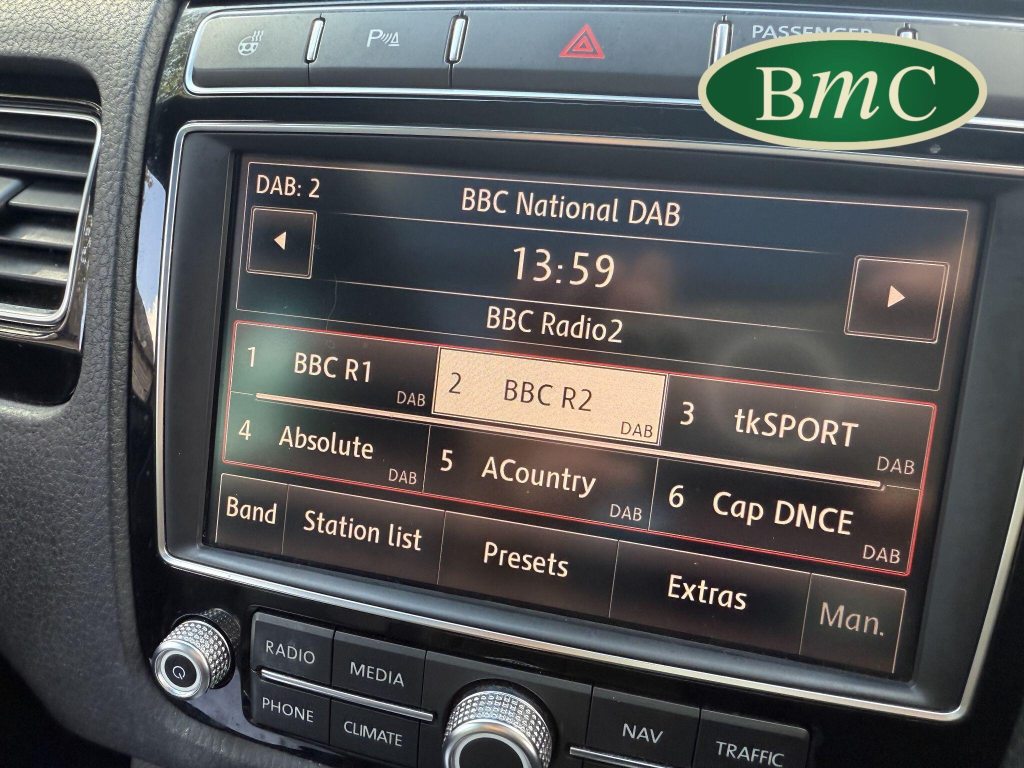 P
PASSENGER
BmC
DAB: 2
BBC National DAB
13:59
BBC Radio2
1 BBC R1 DAB
2 BBC R2 DAB
3 tkSPORT DAB
4 Absolute DAB
5 ACountry DAB
6 Cap DNCE DAB
Band
Station list
Presets
Extras
Man.
RADIO
MEDIA
PHONE
CLIMATE
NAV
TRAFFIC